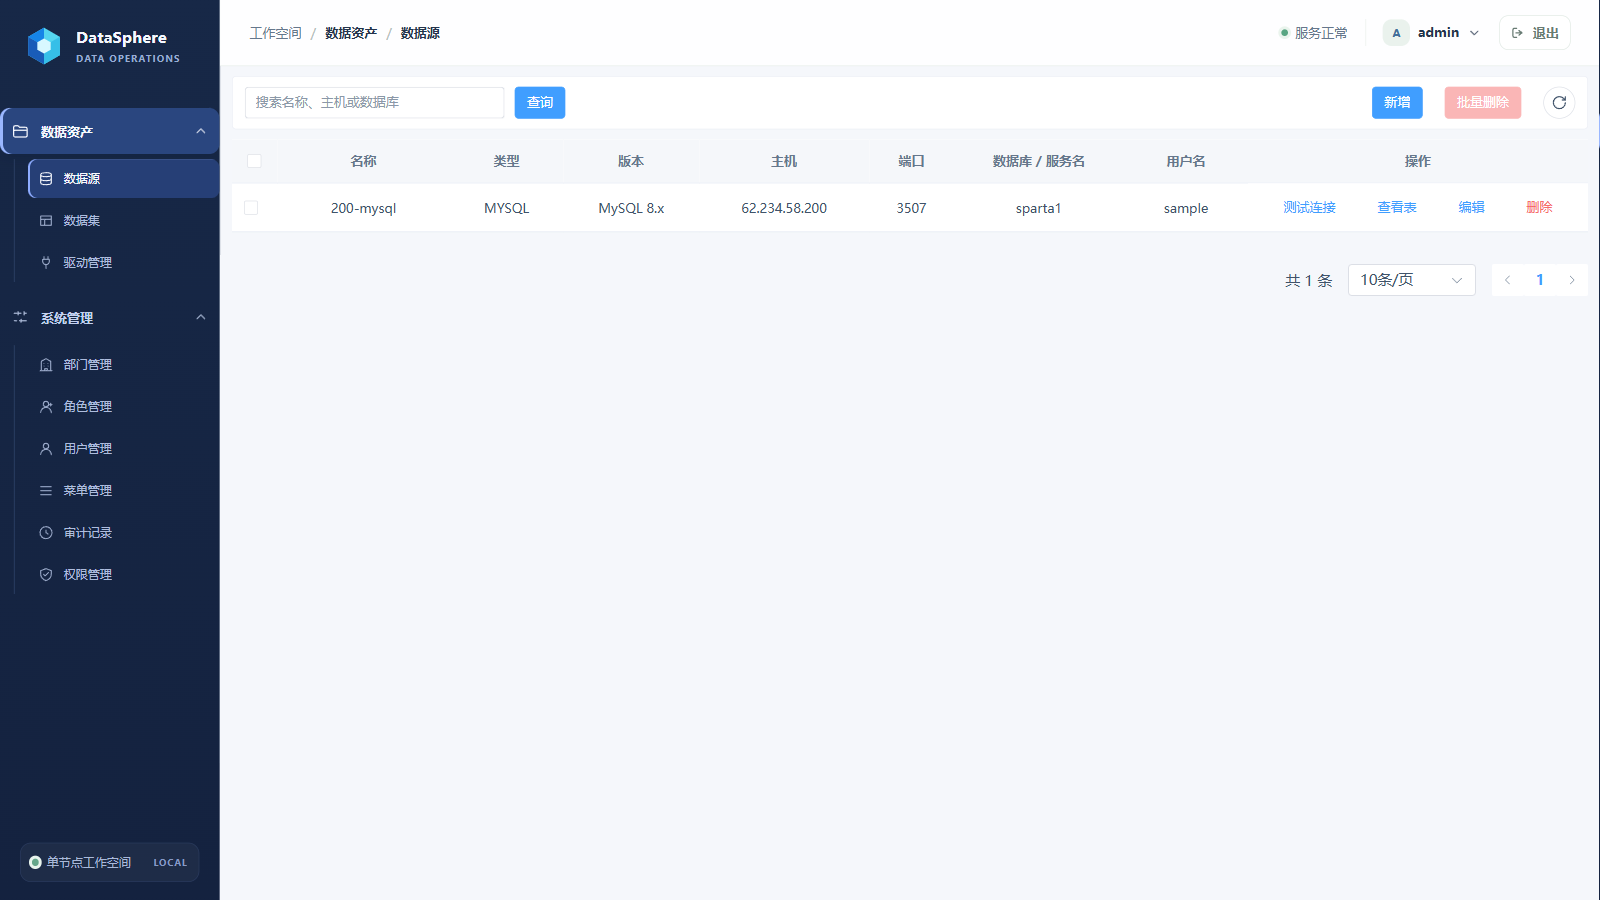 DataSphere
DATA OPERATIONS
数据资产
数据源
数据集
驱动管理
系统管理
部门管理
角色管理
用户管理
菜单管理
审计记录
权限管理
单节点工作空间 LOCAL
工作空间 / 数据资产 / 数据源
服务正常 A admin 退出
搜索名称、主机或数据库 查询 新增 批量删除
名称 类型 版本 主机 端口 数据库 / 服务名 用户名 操作
200-mysql MYSQL MySQL 8.x 62.234.58.200 3507 sparta1 sample 测试连接 查看表 编辑 删除
共 1 条 10条/页 1